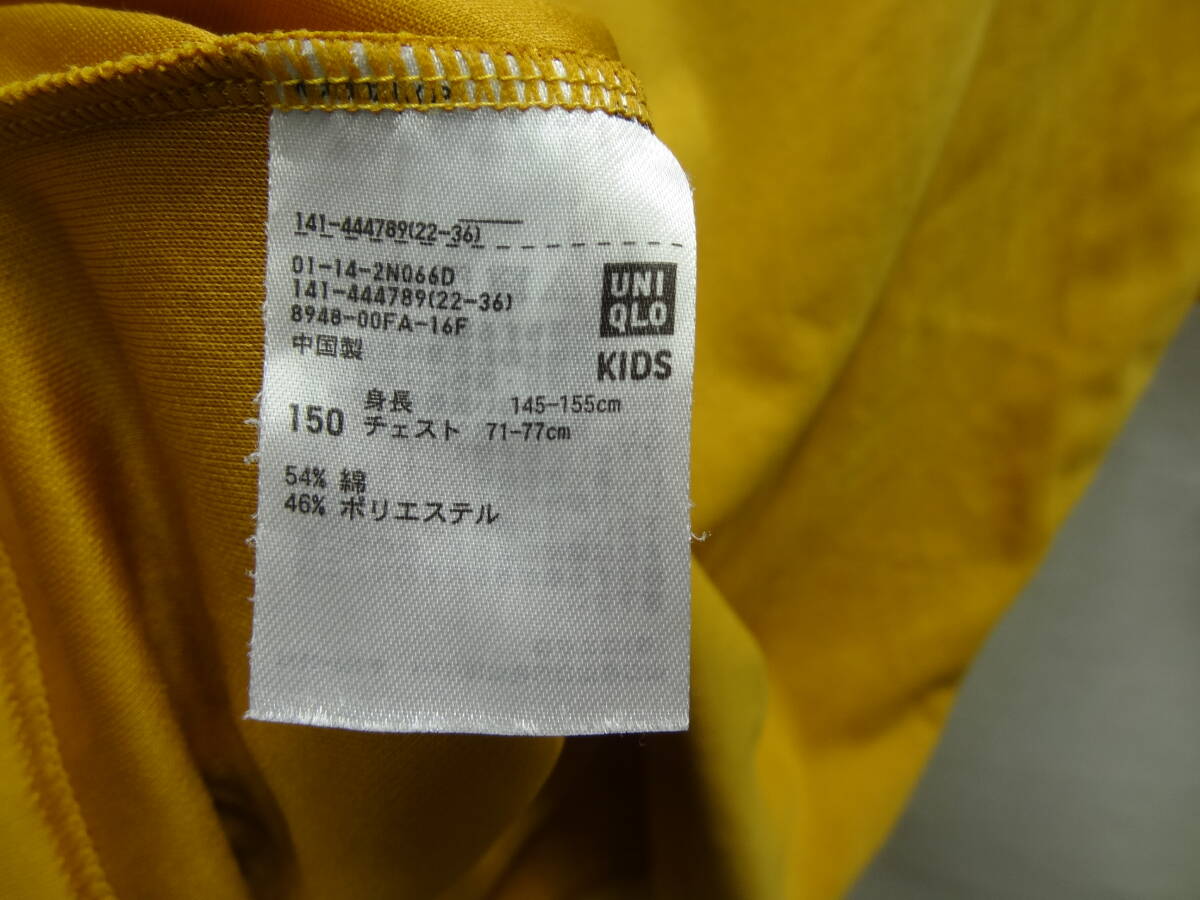 141-444789(22-36)
01-14-2N066D
141-444789(22-36)
8948-00FA-16F
中国製
UNI
QLO
KIDS
150
身長 145-155cm
チェスト 71-77cm
54% 綿
46% ポリエステル